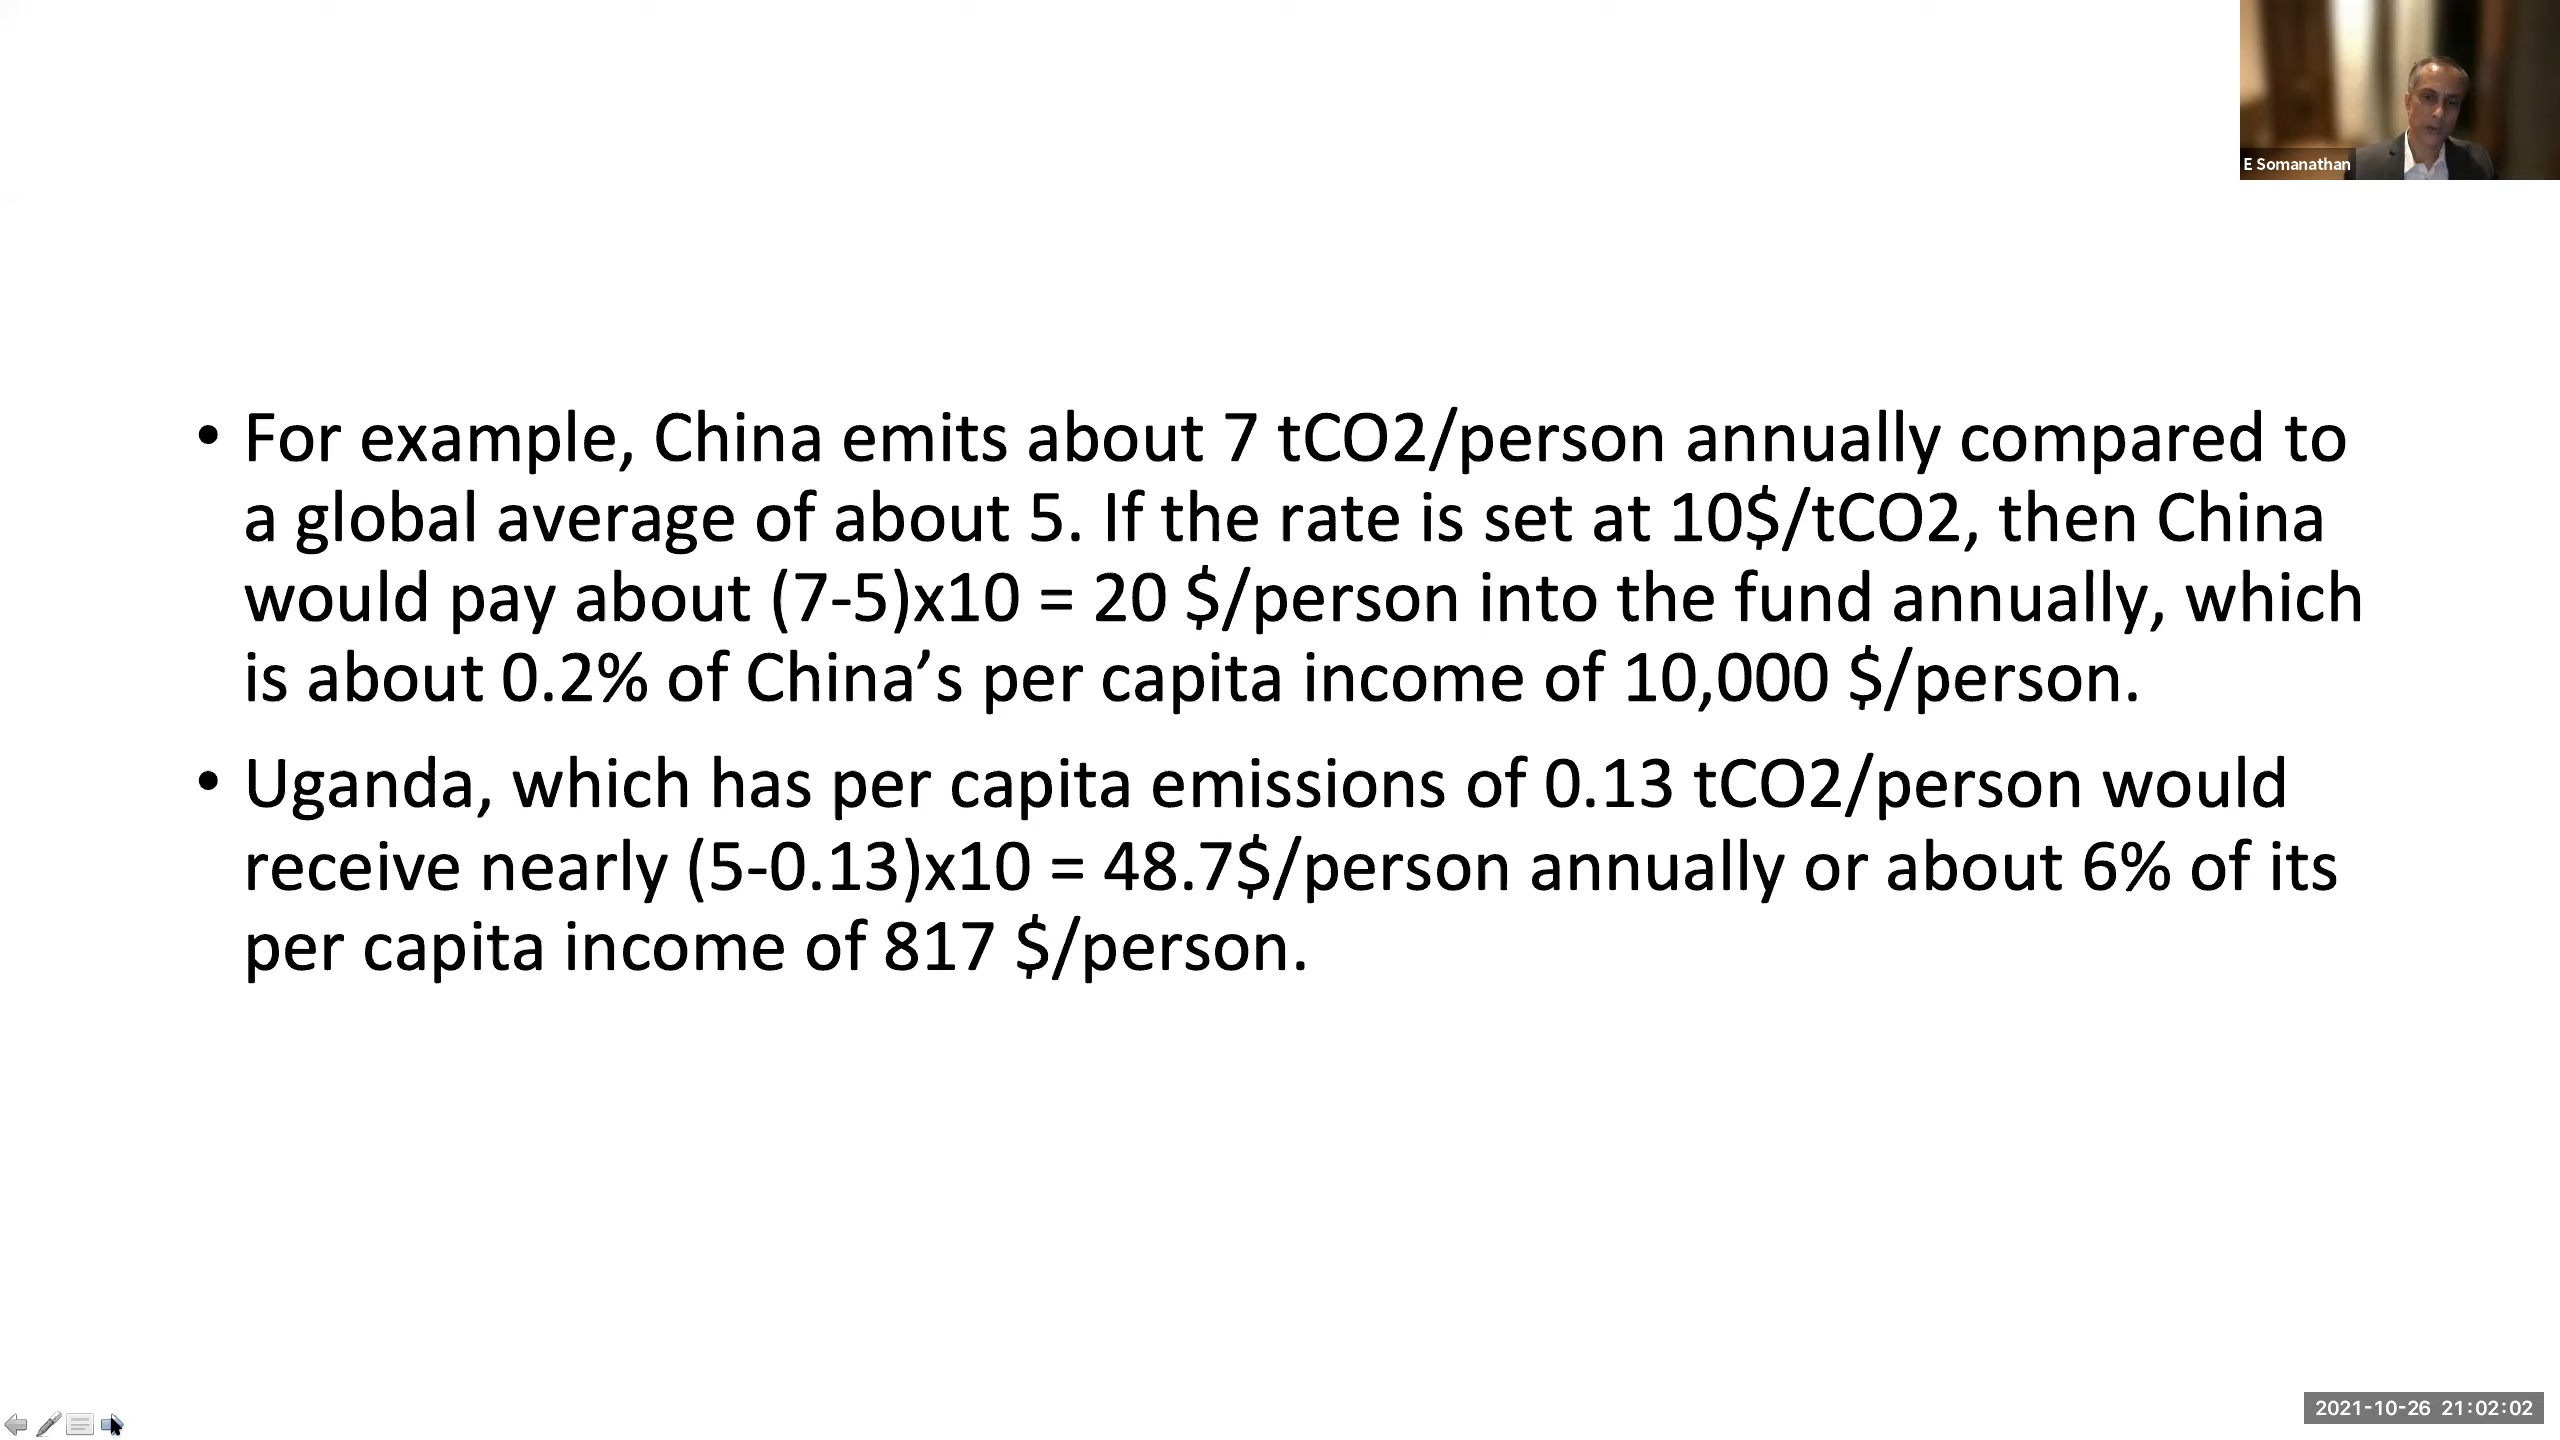 E Somanathan
• For example, China emits about 7 tCO2/person annually compared to
a global average of about 5. If the rate is set at 10$/tCO2, then China
would pay about (7-5)x10 = 20 $/person into the fund annually, which
is about 0.2% of China’s per capita income of 10,000 $/person.
• Uganda, which has per capita emissions of 0.13 tCO2/person would
receive nearly (5-0.13)x10 = 48.7$/person annually or about 6% of its
per capita income of 817 $/person.
2021-10-26 21:02:02